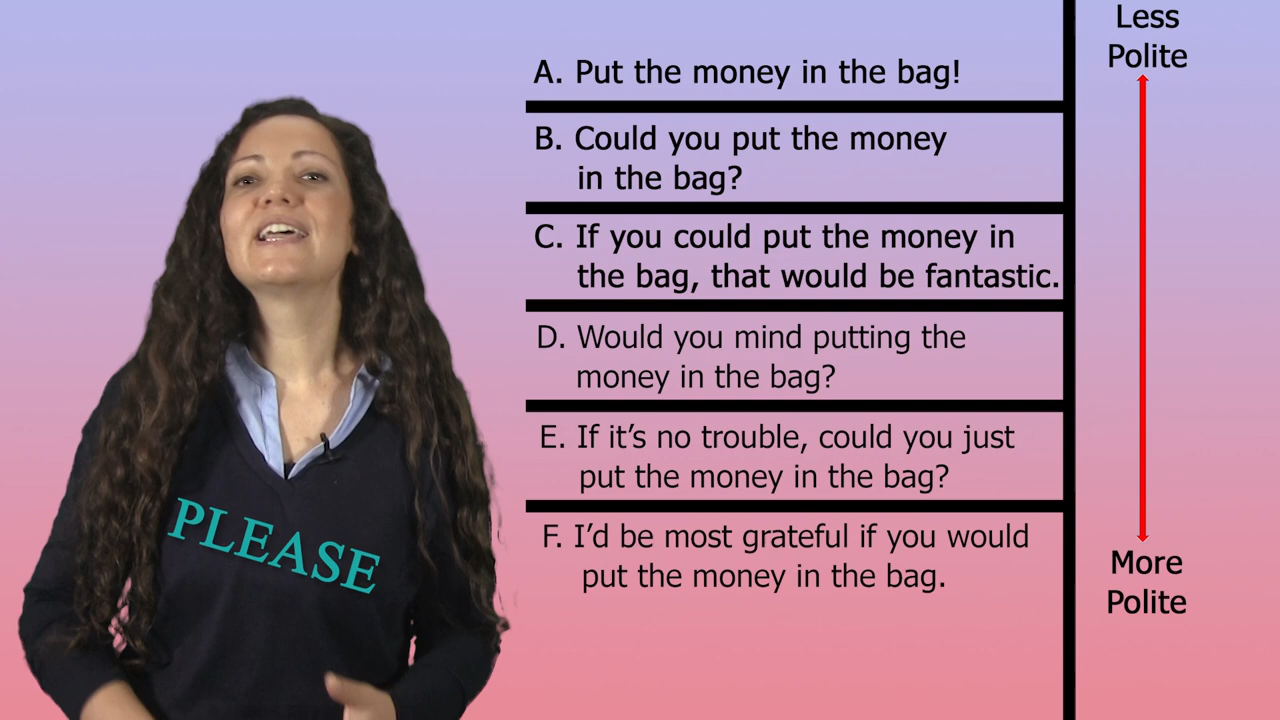 A. Put the money in the bag!
B. Could you put the money
in the bag?
C. If you could put the money in
the bag, that would be fantastic.
D. Would you mind putting the
money in the bag?
E. If it's no trouble, could you just
put the money in the bag?
F. I'd be most grateful if you would
put the money in the bag.
Less
Polite
More
Polite
PLEASE